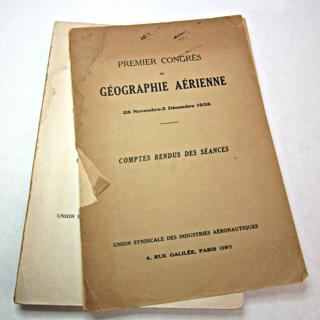 PREMIER CONGRÈS
DE
GÉOGRAPHIE AÉRIENNE
28 Novembre-3 Décembre 1938
COMPTES RENDUS DES SÉANCES
UNION SYNDICALE DES INDUSTRIES AÉRONAUTIQUES
4, RUE GALILÉE, PARIS (16e)
UNION